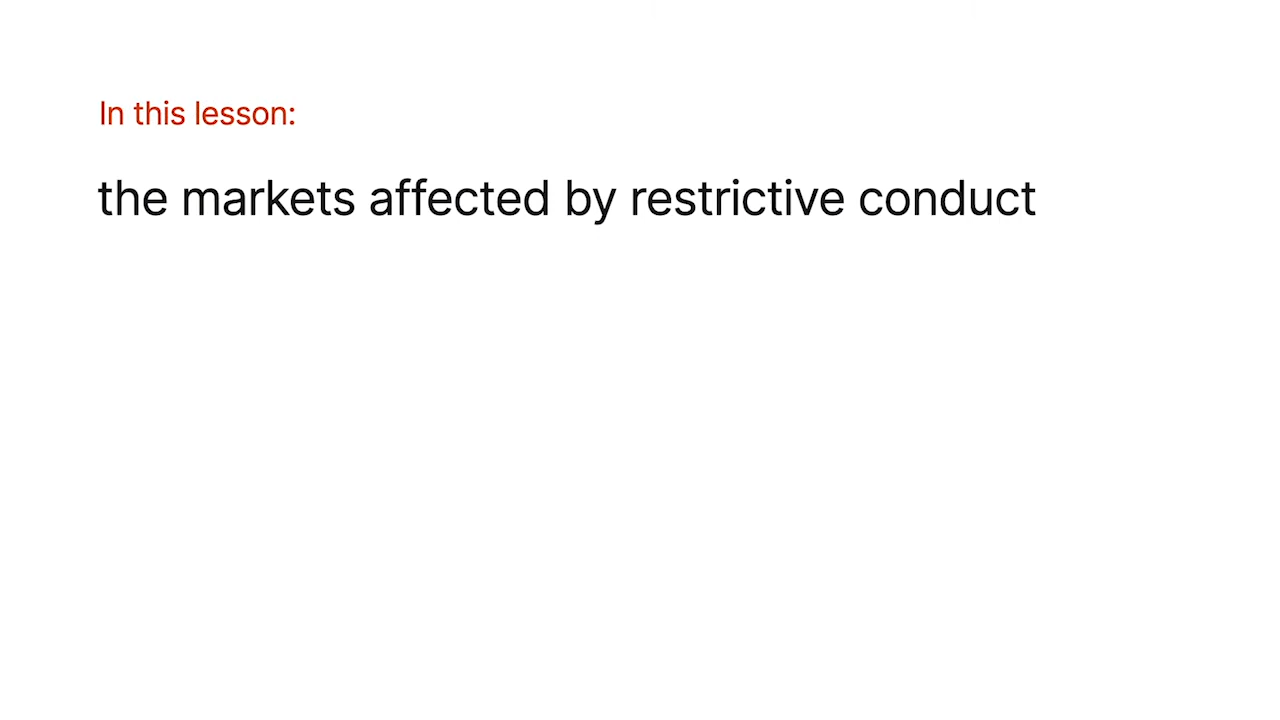 In this lesson:
the markets affected by restrictive conduct